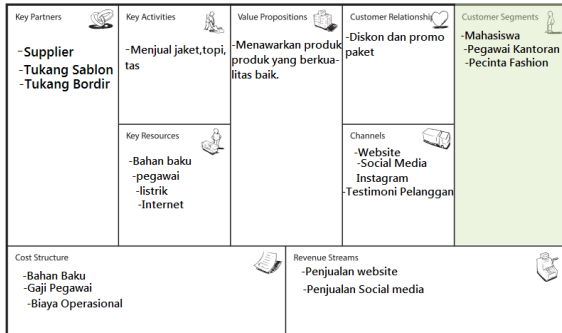 Key Partners
-Supplier
-Tukang Sablon
-Tukang Bordir
Key Activities
-Menjual jaket,topi,
tas
Key Resources
-Bahan baku
-pegawai
-listrik
-Internet
Value Propositions
-Menawarkan produk
produk yang berkua-
litas baik.
Customer Relationship
-Diskon dan promo
paket
Channels
-Website
-Social Media
Instagram
-Testimoni Pelanggan
Customer Segments
-Mahasiswa
-Pegawai Kantoran
-Pecinta Fashion
Cost Structure
-Bahan Baku
-Gaji Pegawai
-Biaya Operasional
Revenue Streams
-Penjualan website
-Penjualan Social media